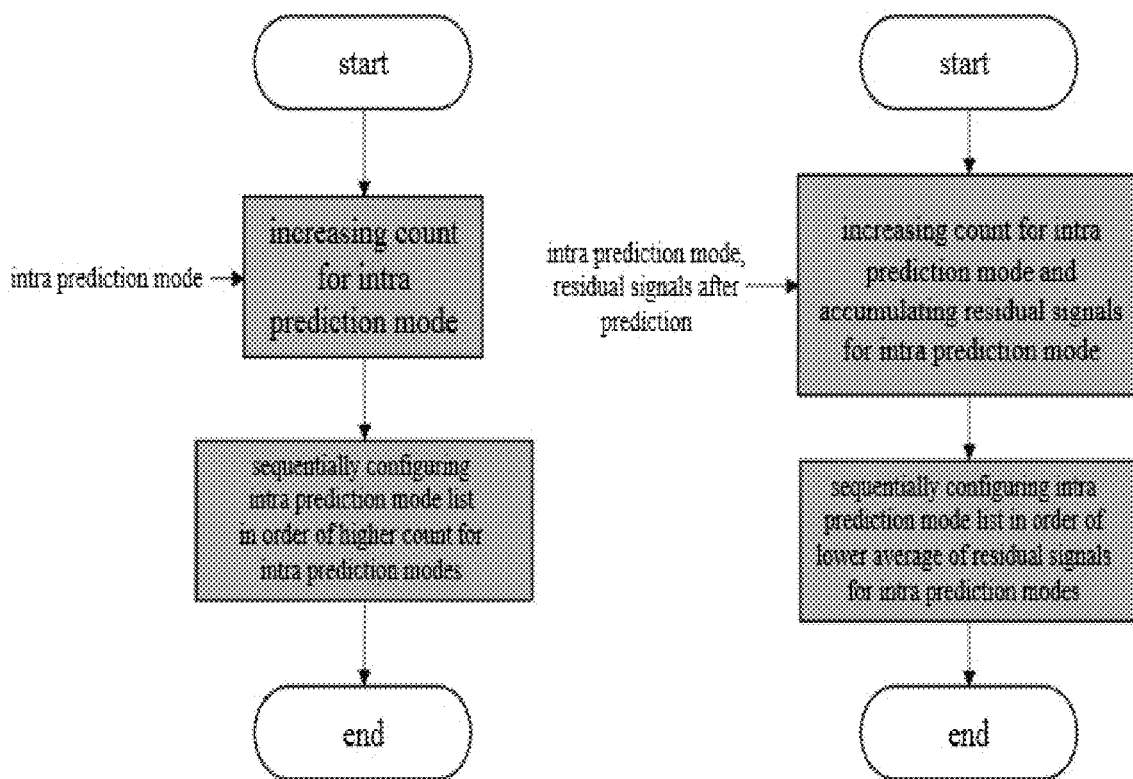 start
intra prediction mode
increasing count
for intra
prediction mode
sequentially configuring
intra prediction mode list
in order of higher count for
intra prediction modes
end
start
intra prediction mode,
residual signals after
prediction
increasing count for intra
prediction mode and
accumulating residual signals
for intra prediction mode
sequentially configuring intra
prediction mode list in order of
lower average of residual signals
for intra prediction modes
end